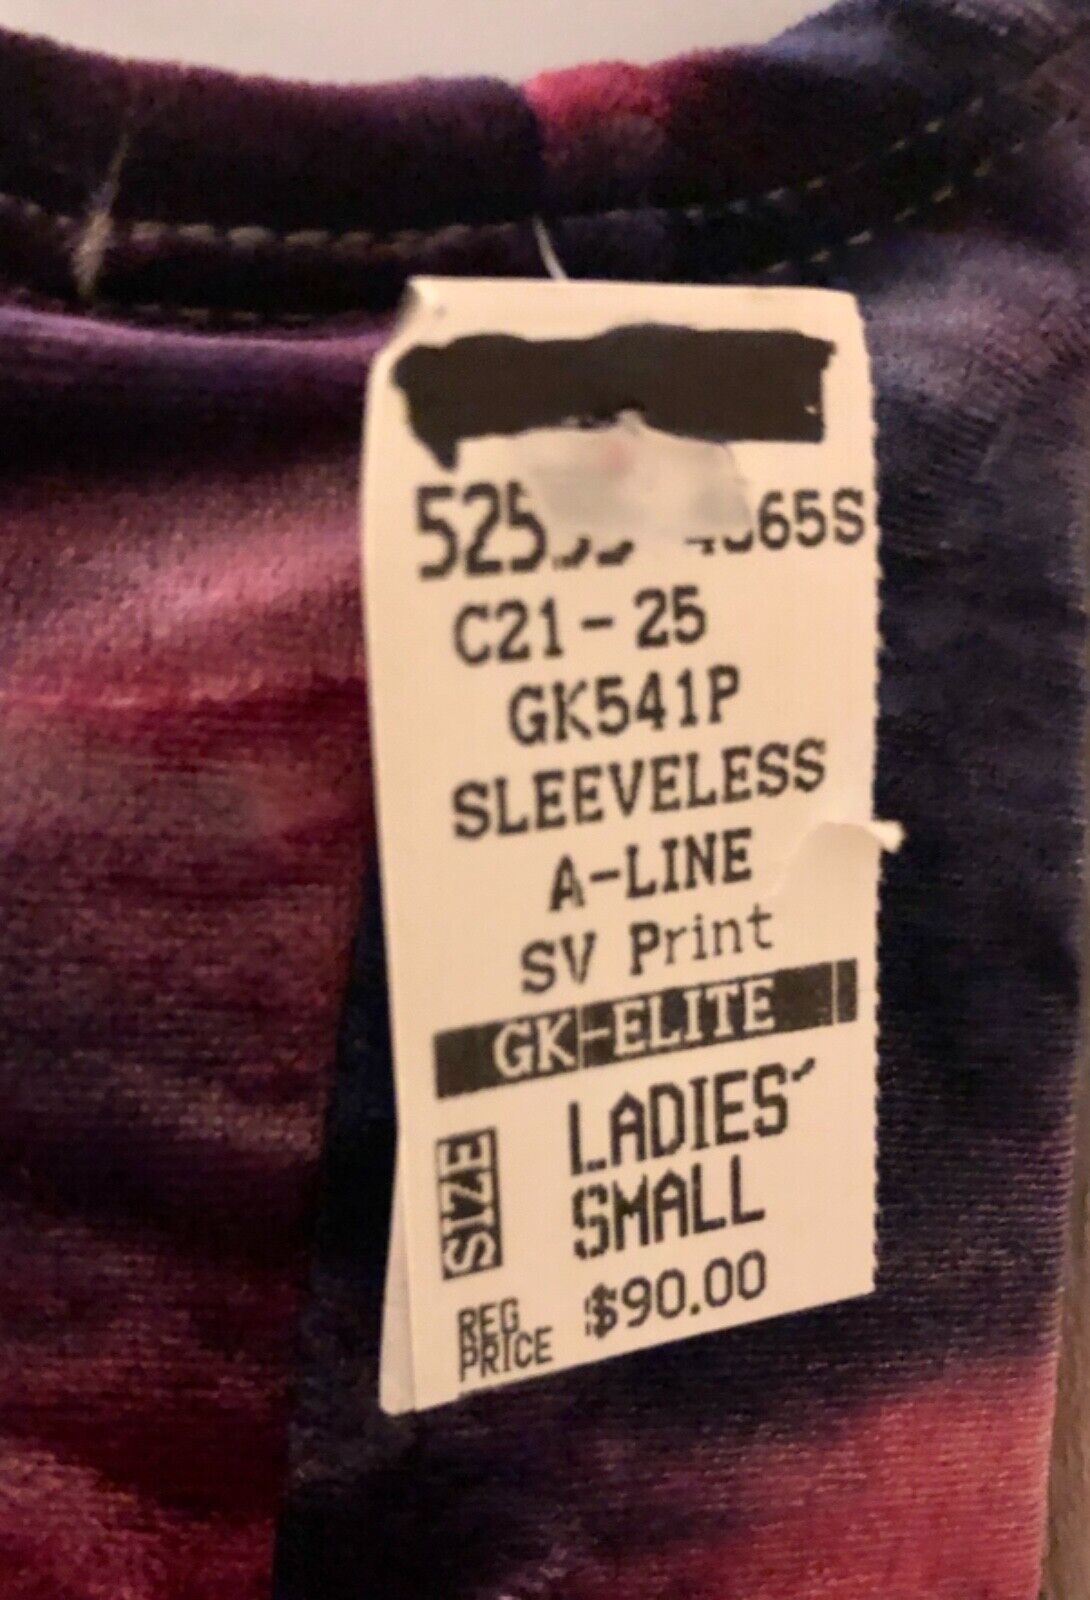 C21-25
GK541P
SLEEVELESS
A-LINE
SV Print
GK-ELITE
SIZE
LADIES'
SMALL
REG
PRICE
$90.00